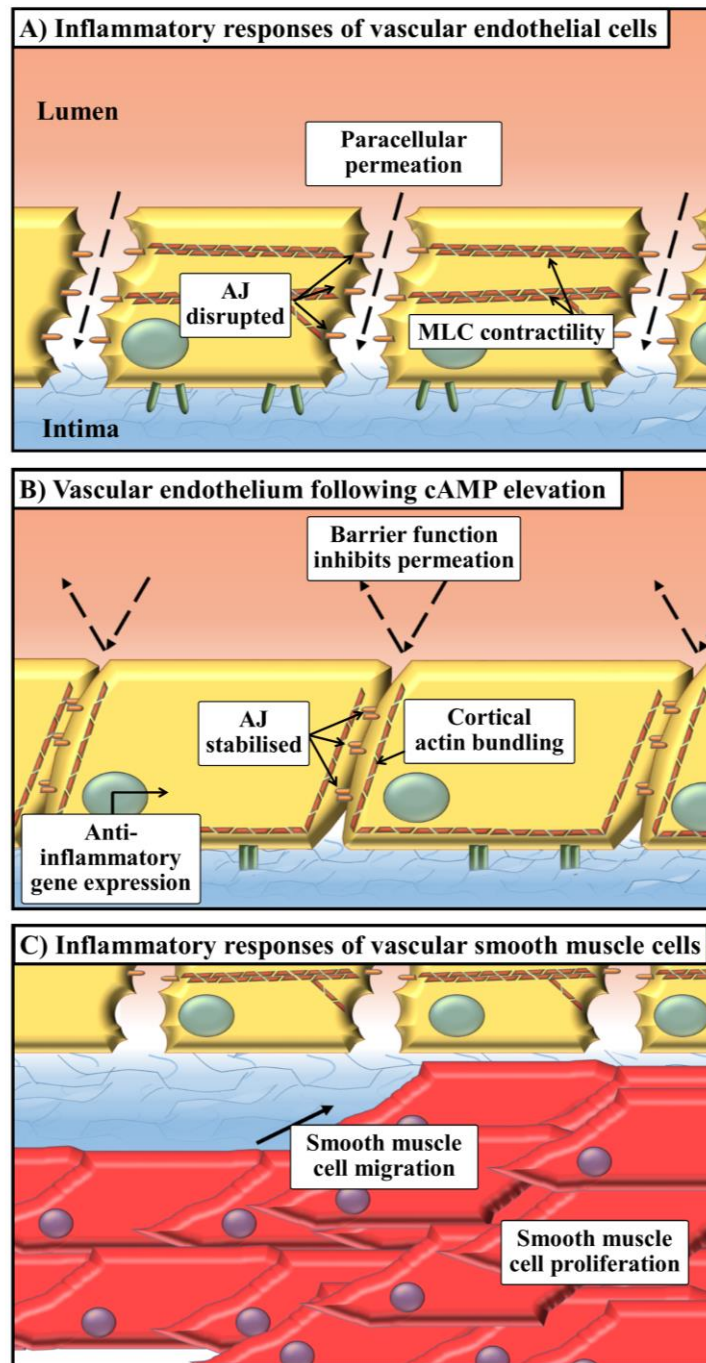 A) Inflammatory responses of vascular endothelial cells
Lumen
Paracellular
permeation
AJ
disrupted
MLC contractility
Intima
B) Vascular endothelium following cAMP elevation
Barrier function
inhibits permeation
AJ
stabilised
Cortical
actin bundling
Anti-
inflammatory
gene expression
C) Inflammatory responses of vascular smooth muscle cells
Smooth muscle
cell migration
Smooth muscle
cell proliferation